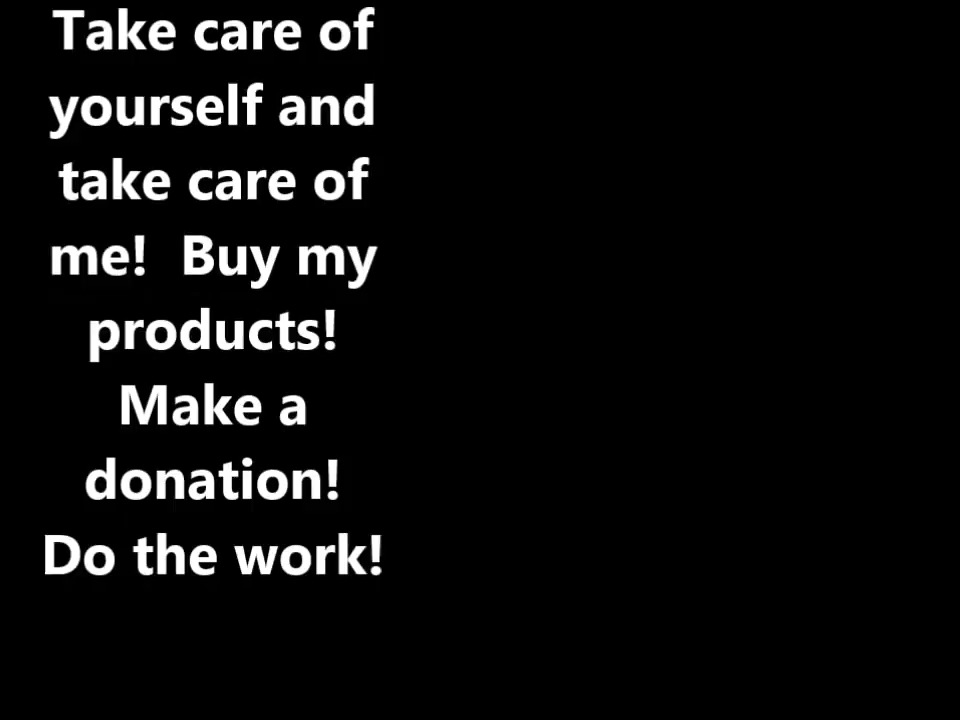 Take care of
yourself and
take care of
me!  Buy my
products!
Make a
donation!
Do the work!